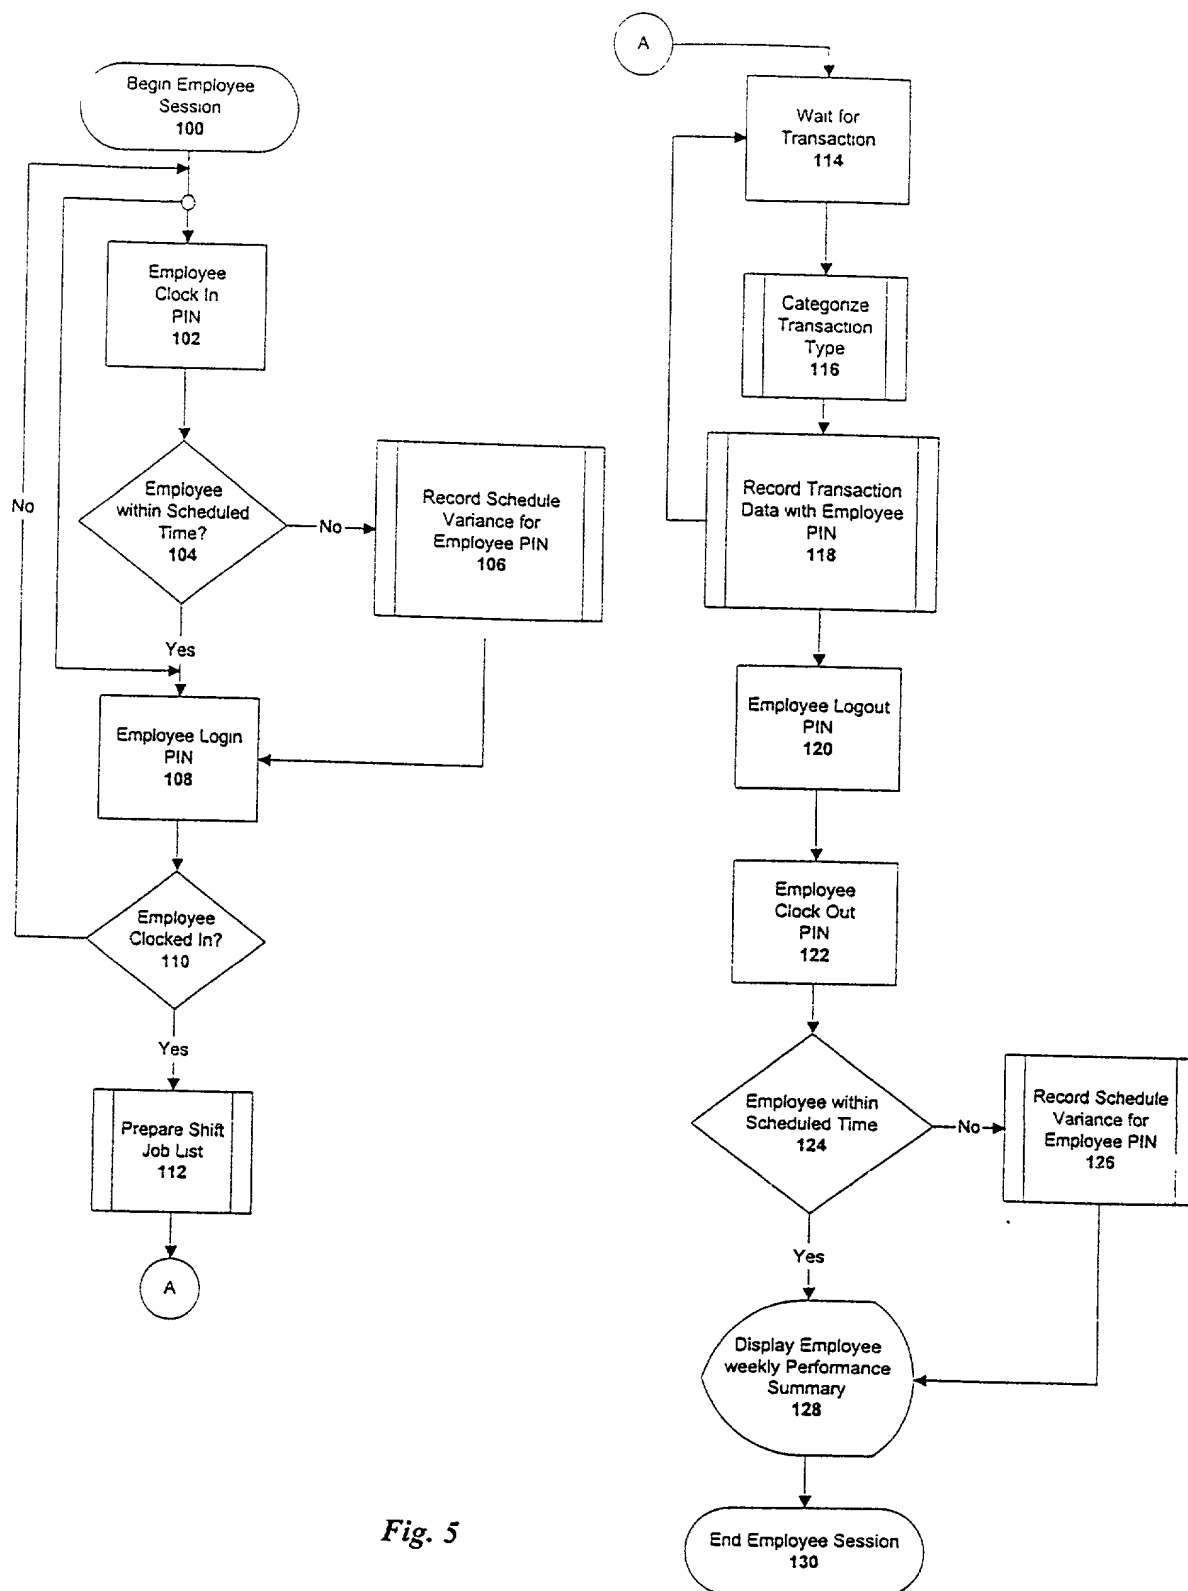 Begin Employee
Session
100
Employee
Clock In
PIN
102
Employee
within Scheduled
Time?
104
No
Record Schedule
Variance for
Employee PIN
106
No
Yes
Employee Login
PIN
108
Employee
Clocked In?
110
Yes
Prepare Shift
Job List
112
A
A
Wait for
Transaction
114
Categorize
Transaction
Type
116
Record Transaction
Data with Employee
PIN
118
Employee Logout
PIN
120
Employee
Clock Out
PIN
122
Employee within
Scheduled Time
124
No
Record Schedule
Variance for
Employee PIN
126
Yes
Display Employee
weekly Performance
Summary
128
End Employee Session
130
Fig. 5